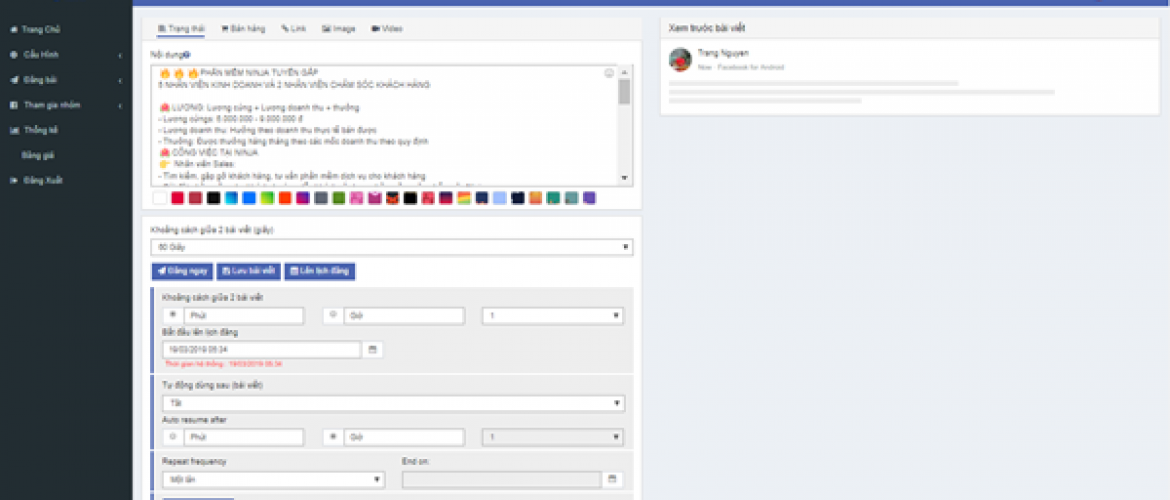 Trang Chủ
Cấu Hình
Đăng bài
Tham gia nhóm
Thống kê
Bảng giá
Đăng Xuất
Trạng thái
Bán hàng
Link
Image
Video
Nội dung
🔥 🔥 🔥PHẦN MỀM NINJA TUYỂN GẤP
5 NHÂN VIÊN KINH DOANH VÀ 2 NHÂN VIÊN CHĂM SÓC KHÁCH HÀNG
LƯƠNG: Lương cứng + Lương doanh thu + thưởng
- Lương cứng: 5.000.000 - 9.000.000 đ
- Lương doanh thu: Hưởng theo doanh thu thực tế bán được
- Thưởng: Được thưởng hàng tháng theo các mốc doanh thu theo quy định
CÔNG VIỆC TẠI NINJA
👉 Nhân viên Sales:
- Tìm kiếm, gặp gỡ khách hàng, tư vấn phần mềm dịch vụ cho khách hàng
Khoảng cách giữa 2 bài viết (giây)
60 Giây
Đăng ngay
Lưu bài viết
Lên lịch đăng
Khoảng cách giữa 2 bài viết
Phút
Giờ
1
Bắt đầu lên lịch đăng
19/03/2019 05:34
Thời gian hệ thống : 19/03/2019 05:34
Tự động dừng sau (bài viết)
Tắt
Auto resume after
Phút
Giờ
1
Repeat frequency
End on:
Một lần
Xem trước bài viết
Trang Nguyen
Now · Facebook for Android